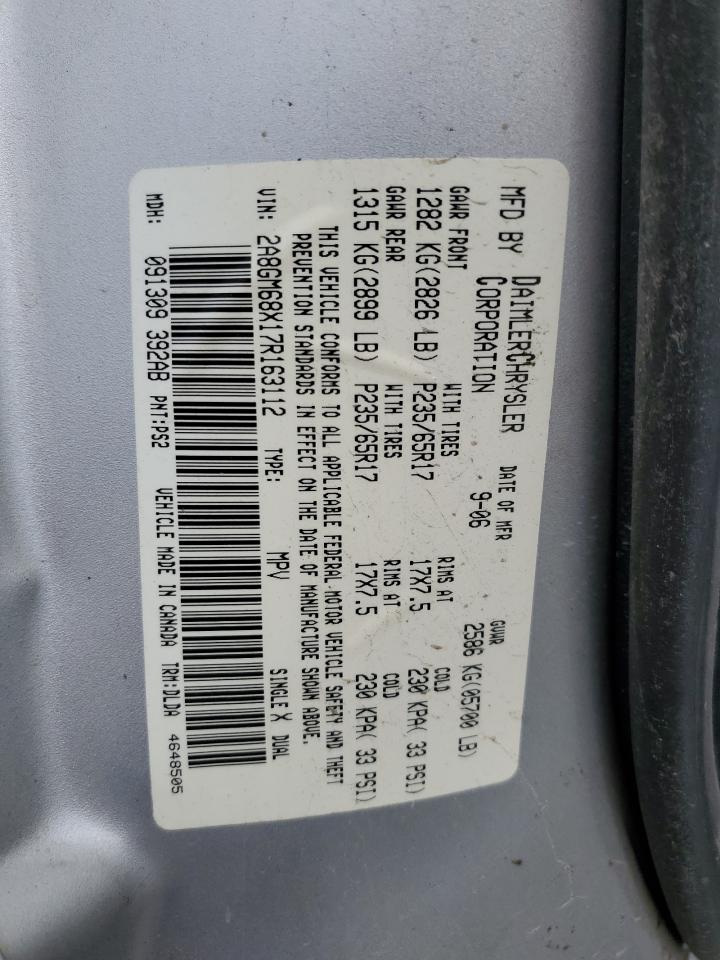 MFD BY DAIMLERCHRYSLER CORPORATION DATE OF MFR 9-06 GVWR 2586 KG(05700 LB)
GAWR FRONT WITH TIRES RIMS AT COLD
1282 KG(2826 LB) P235/65R17 17X7.5 230 KPA( 33 PSI)
GAWR REAR WITH TIRES RIMS AT COLD
1315 KG(2899 LB) P235/65R17 17X7.5 230 KPA( 33 PSI)
THIS VEHICLE CONFORMS TO ALL APPLICABLE FEDERAL MOTOR VEHICLE SAFETY AND THEFT
PREVENTION STANDARDS IN EFFECT ON THE DATE OF MANUFACTURE SHOWN ABOVE.
VIN: 2A8GM68X17R163112 TYPE: MPV SINGLE X DUAL
MDH: 091309 392AB PNT:PS2 VEHICLE MADE IN CANADA TRM:DLDA 4648505